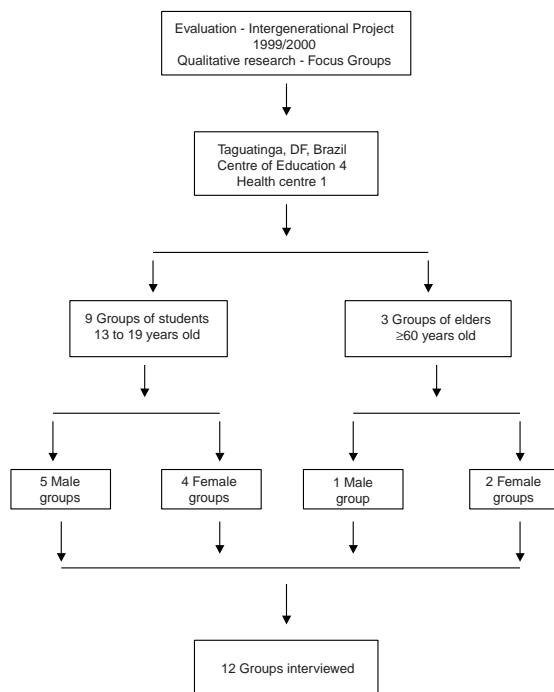 Evaluation - Intergenerational Project
1999/2000
Qualitative research - Focus Groups
Taguatinga, DF, Brazil
Centre of Education 4
Health centre 1
9 Groups of students
13 to 19 years old
3 Groups of elders
≥60 years old
5 Male
groups
4 Female
groups
1 Male
group
2 Female
groups
12 Groups interviewed